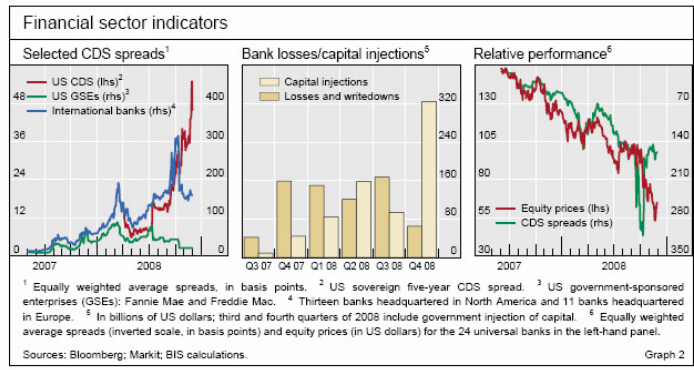 Financial sector indicators
Selected CDS spreads¹
US CDS (lhs)²
US GSEs (rhs)³
International banks (rhs)⁴
48
36
24
12
0
400
300
200
100
0
2007
2008
Bank losses/capital injections⁵
Capital injections
Losses and writedowns
320
240
160
80
0
Q3 07
Q4 07
Q1 08
Q2 08
Q3 08
Q4 08
Relative performance⁶
130
105
80
55
30
70
140
210
280
350
Equity prices (lhs)
CDS spreads (rhs)
2007
2008
¹ Equally weighted average spreads, in basis points. ² US sovereign five-year CDS spread. ³ US government-sponsored
enterprises (GSEs): Fannie Mae and Freddie Mac. ⁴ Thirteen banks headquartered in North America and 11 banks headquartered
in Europe. ⁵ In billions of US dollars; third and fourth quarters of 2008 include government injection of capital. ⁶ Equally weighted
average spreads (inverted scale, in basis points) and equity prices (in US dollars) for the 24 universal banks in the left-hand panel.
Sources: Bloomberg; Markit; BIS calculations.
Graph 2